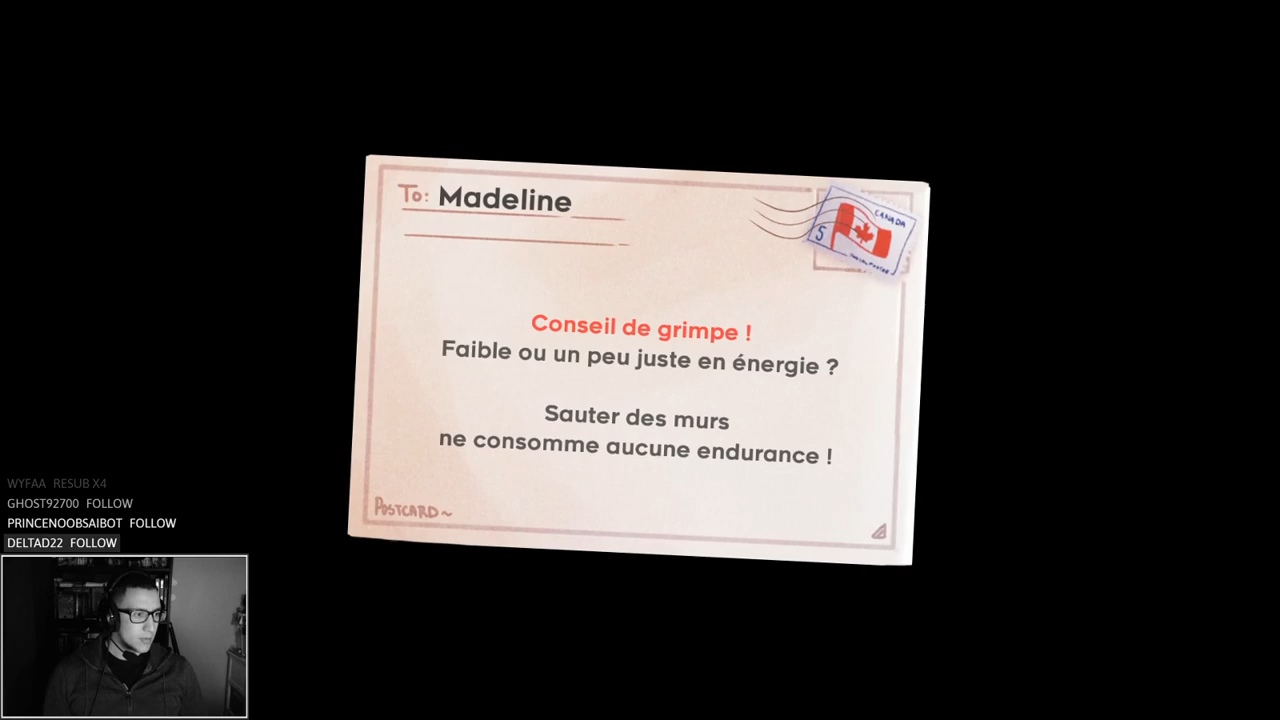 To: Madeline
CANADA
5
Conseil de grimpe !
Faible ou un peu juste en énergie ?
Sauter des murs
ne consomme aucune endurance !
POSTCARD~
WYFAA RESUB X4
GHOST92700 FOLLOW
PRINCENOOBSAIBOT FOLLOW
DELTAD22 FOLLOW